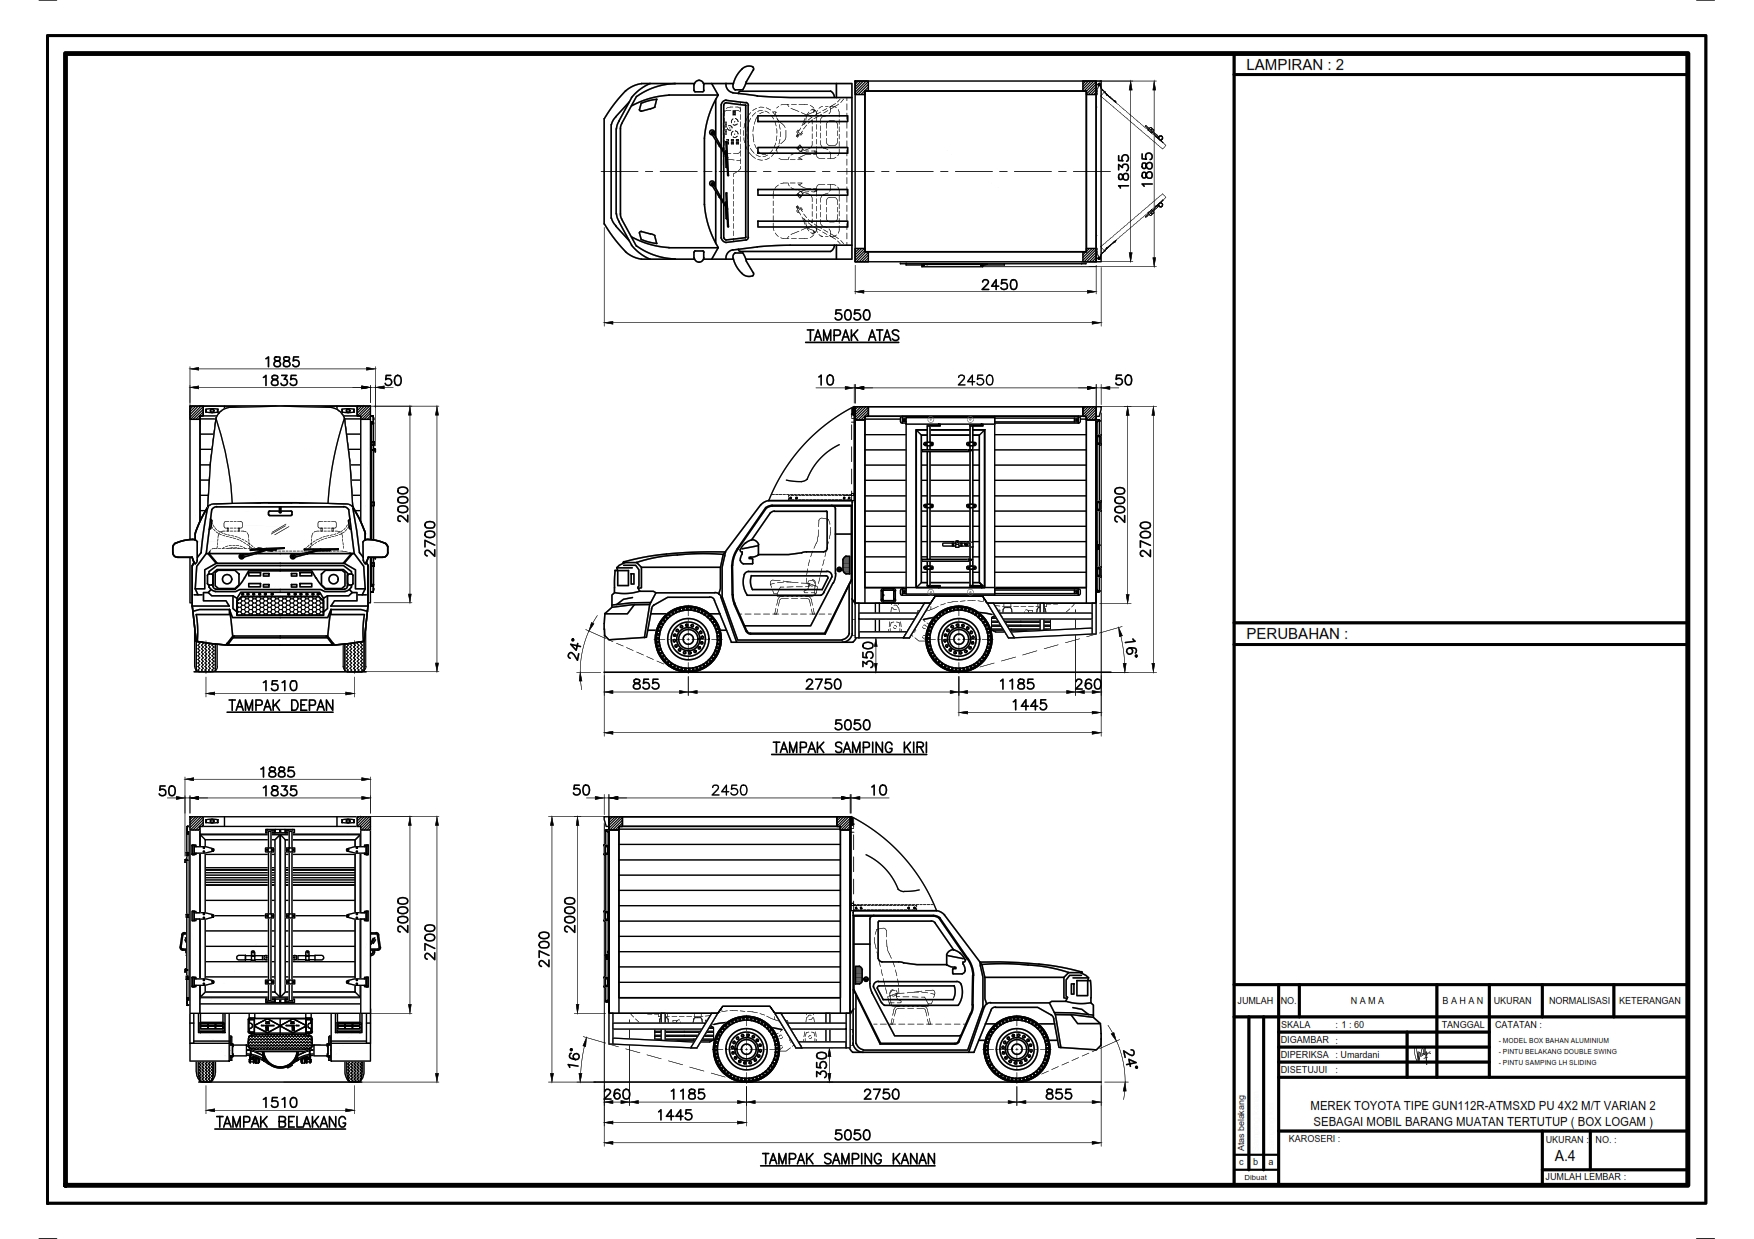 LAMPIRAN : 2
1835
1885
2450
5050
TAMPAK ATAS
1885
1835
50
2000
2700
1510
TAMPAK DEPAN
10
2450
50
2000
2700
24°
350
16°
855
2750
1185
260
1445
5050
TAMPAK SAMPING KIRI
PERUBAHAN :
1885
50
1835
2000
2700
1510
TAMPAK BELAKANG
50
2450
10
2700
2000
16°
350
24°
260
1185
2750
855
1445
5050
TAMPAK SAMPING KANAN
JUMLAH NO. N A M A B A H A N UKURAN NORMALISASI KETERANGAN
SKALA : 1 : 60 TANGGAL CATATAN :
DIGAMBAR :
- MODEL BOX BAHAN ALUMINIUM
DIPERIKSA : Umardani
- PINTU BELAKANG DOUBLE SWING
- PINTU SAMPING LH SLIDING
DISETUJUI :
MEREK TOYOTA TIPE GUN112R-ATMSXD PU 4X2 M/T VARIAN 2
SEBAGAI MOBIL BARANG MUATAN TERTUTUP ( BOX LOGAM )
Atas belakang
KAROSERI :
UKURAN : NO. :
A.4
c b a
Dibuat
JUMLAH LEMBAR :